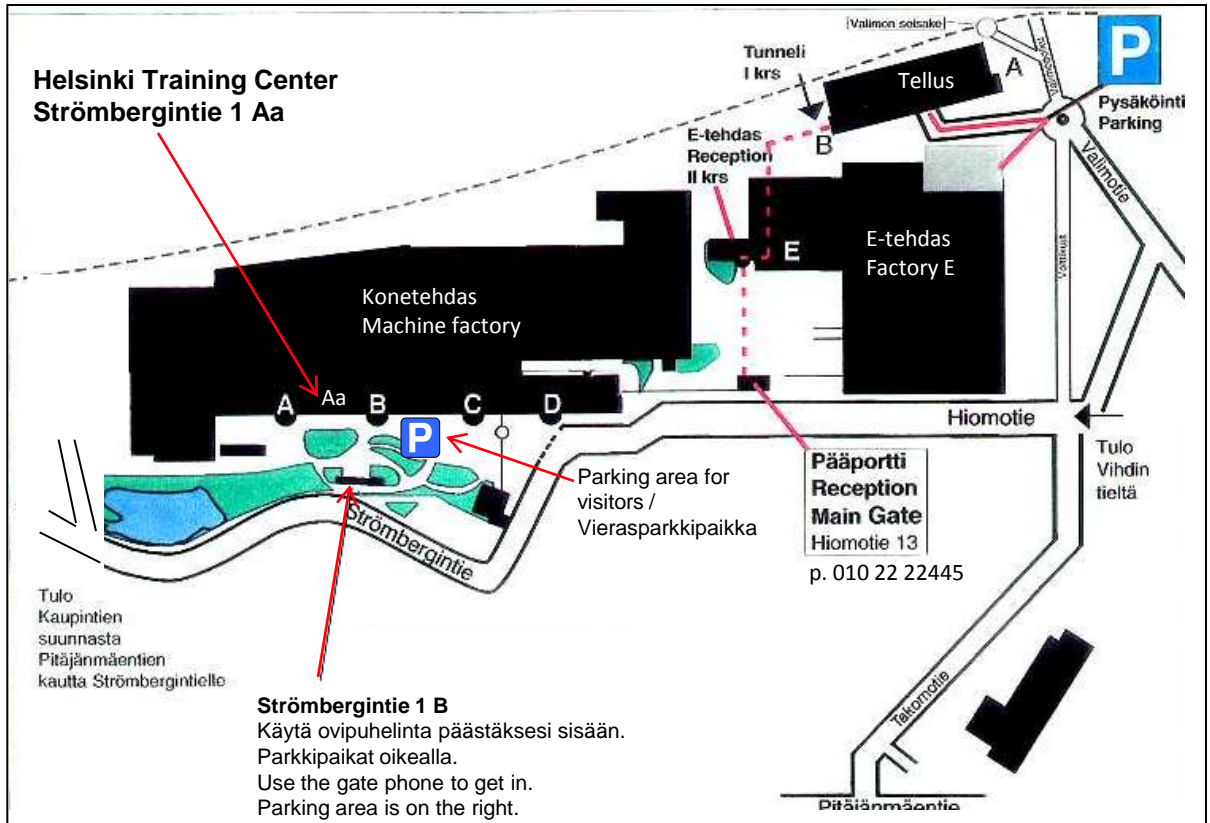 Helsinki Training Center
Strömbergintie 1 Aa
Valimon seisake
Tunneli
I krs
Tellus
A
P
Pysäköinti
Parking
Valimotie
B
E-tehdas
Reception
II krs
E
E-tehdas
Factory E
Konetehdas
Machine factory
A
Aa
B
C
D
P
Hiomotie
Tulo
Vihdin
tieltä
Pääportti
Reception
Main Gate
Hiomotie 13
p. 010 22 22445
Parking area for
visitors /
Vierasparkkipaikka
Strömbergintie
Tulo
Kaupintien
suunnasta
Pitäjänmäentien
kautta Strömbergintielle
Strömbergintie 1 B
Käytä ovipuhelinta päästäksesi sisään.
Parkkipaikat oikealla.
Use the gate phone to get in.
Parking area is on the right.
Takomotie
Pitäjänmäentie